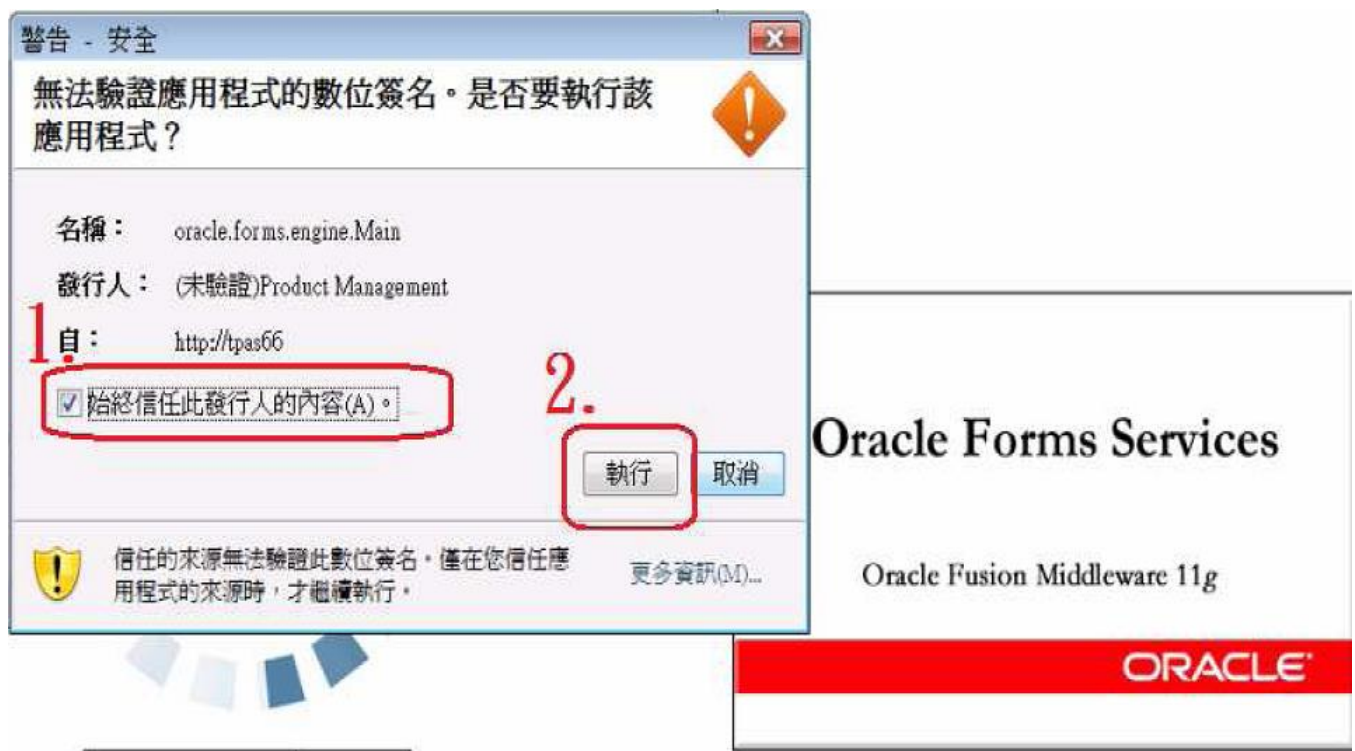 警告 - 安全
無法驗證應用程式的數位簽名。是否要執行該
應用程式？
名稱： oracle.forms.engine.Main
發行人： (未驗證)Product Management
1.
自： http://tpas66
始終信任此發行人的內容(A)。
2.
執行 取消
信任的來源無法驗證此數位簽名。僅在您信任應
用程式的來源時，才繼續執行。
更多資訊(M)...
Oracle Forms Services
Oracle Fusion Middleware 11g
ORACLE